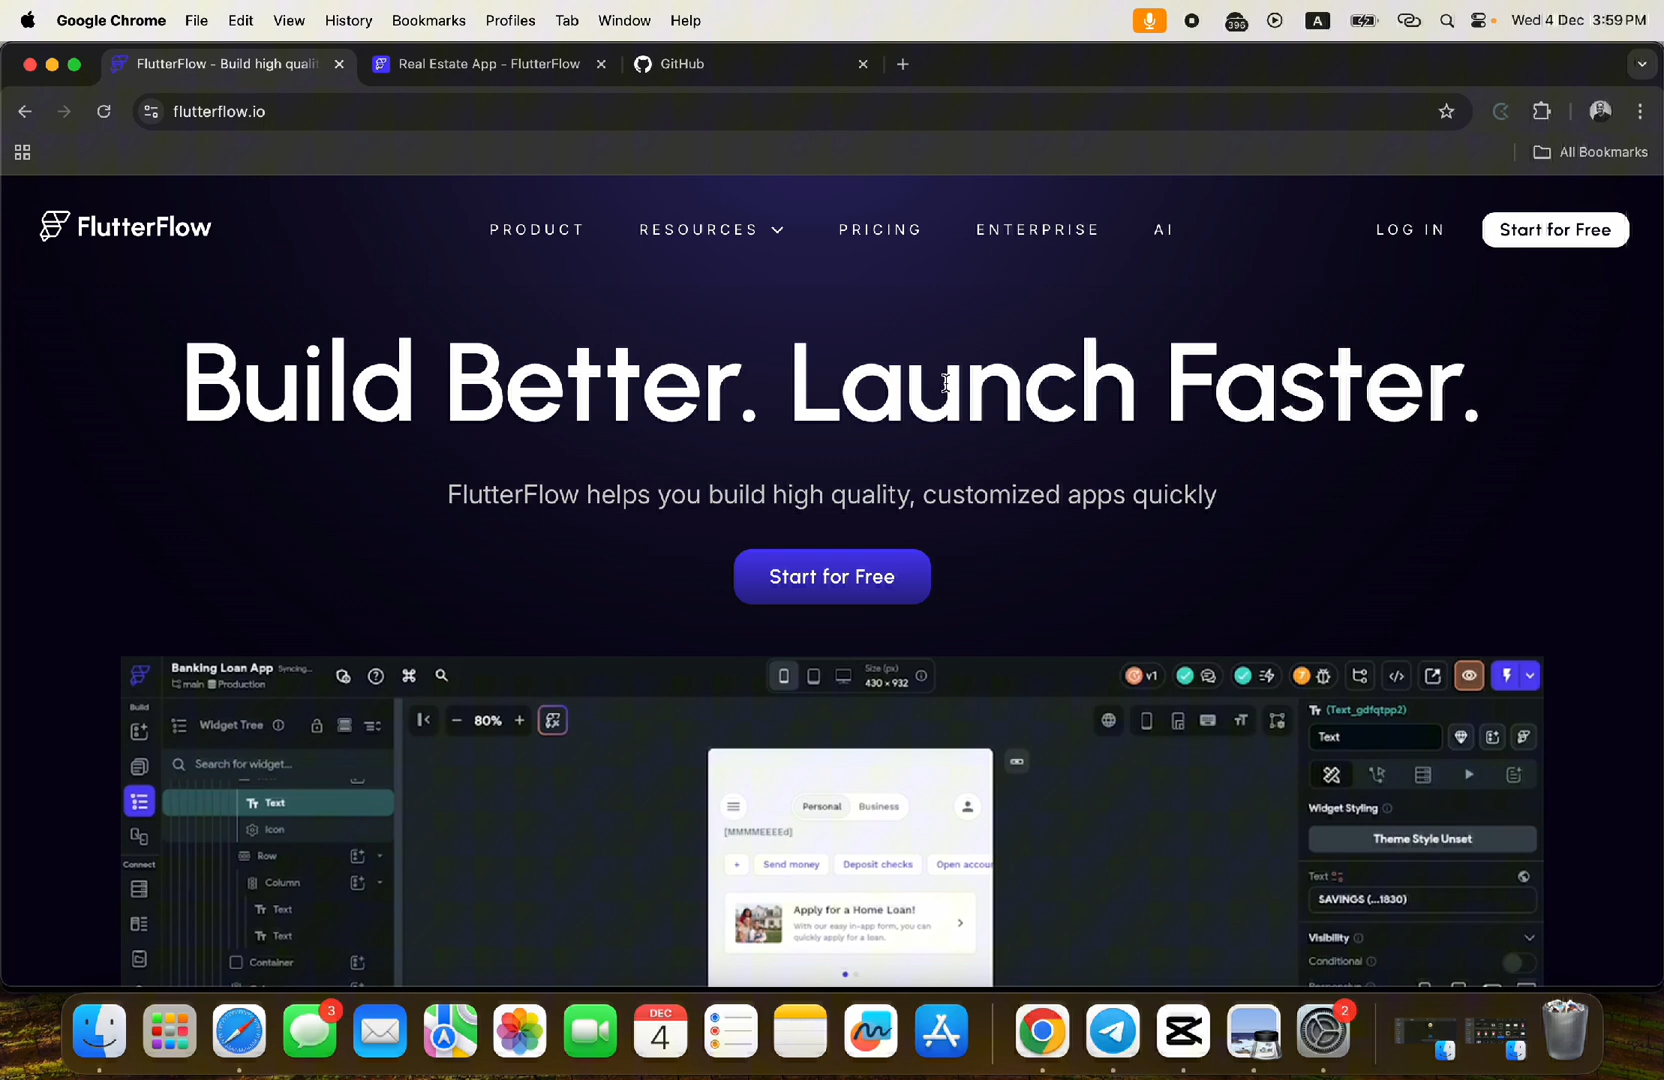 Google Chrome File Edit View History Bookmarks Profiles Tab Window Help 396 A Wed 4 Dec 3:59 PM
FlutterFlow - Build high quali Real Estate App - FlutterFlow GitHub
flutterflow.io
All Bookmarks
FlutterFlow PRODUCT RESOURCES PRICING ENTERPRISE AI LOG IN Start for Free
Build Better. Launch Faster.
FlutterFlow helps you build high quality, customized apps quickly
Start for Free
Banking Loan App Syncing...
main Production
Size (px)
430 × 932
v1
7
Build
Widget Tree
80%
Search for widget...
Text
Icon
Row
Column
Text
Text
Container
Connect
Personal Business
[MMMMEEEEd]
+ Send money Deposit checks Open accou
Apply for a Home Loan!
With our easy in-app form, you can
quickly apply for a loan.
(Text_gdfqtpp2)
Text
Widget Styling
Theme Style Unset
Text
SAVINGS (...1830)
Visibility
Conditional
3
DEC
4
2